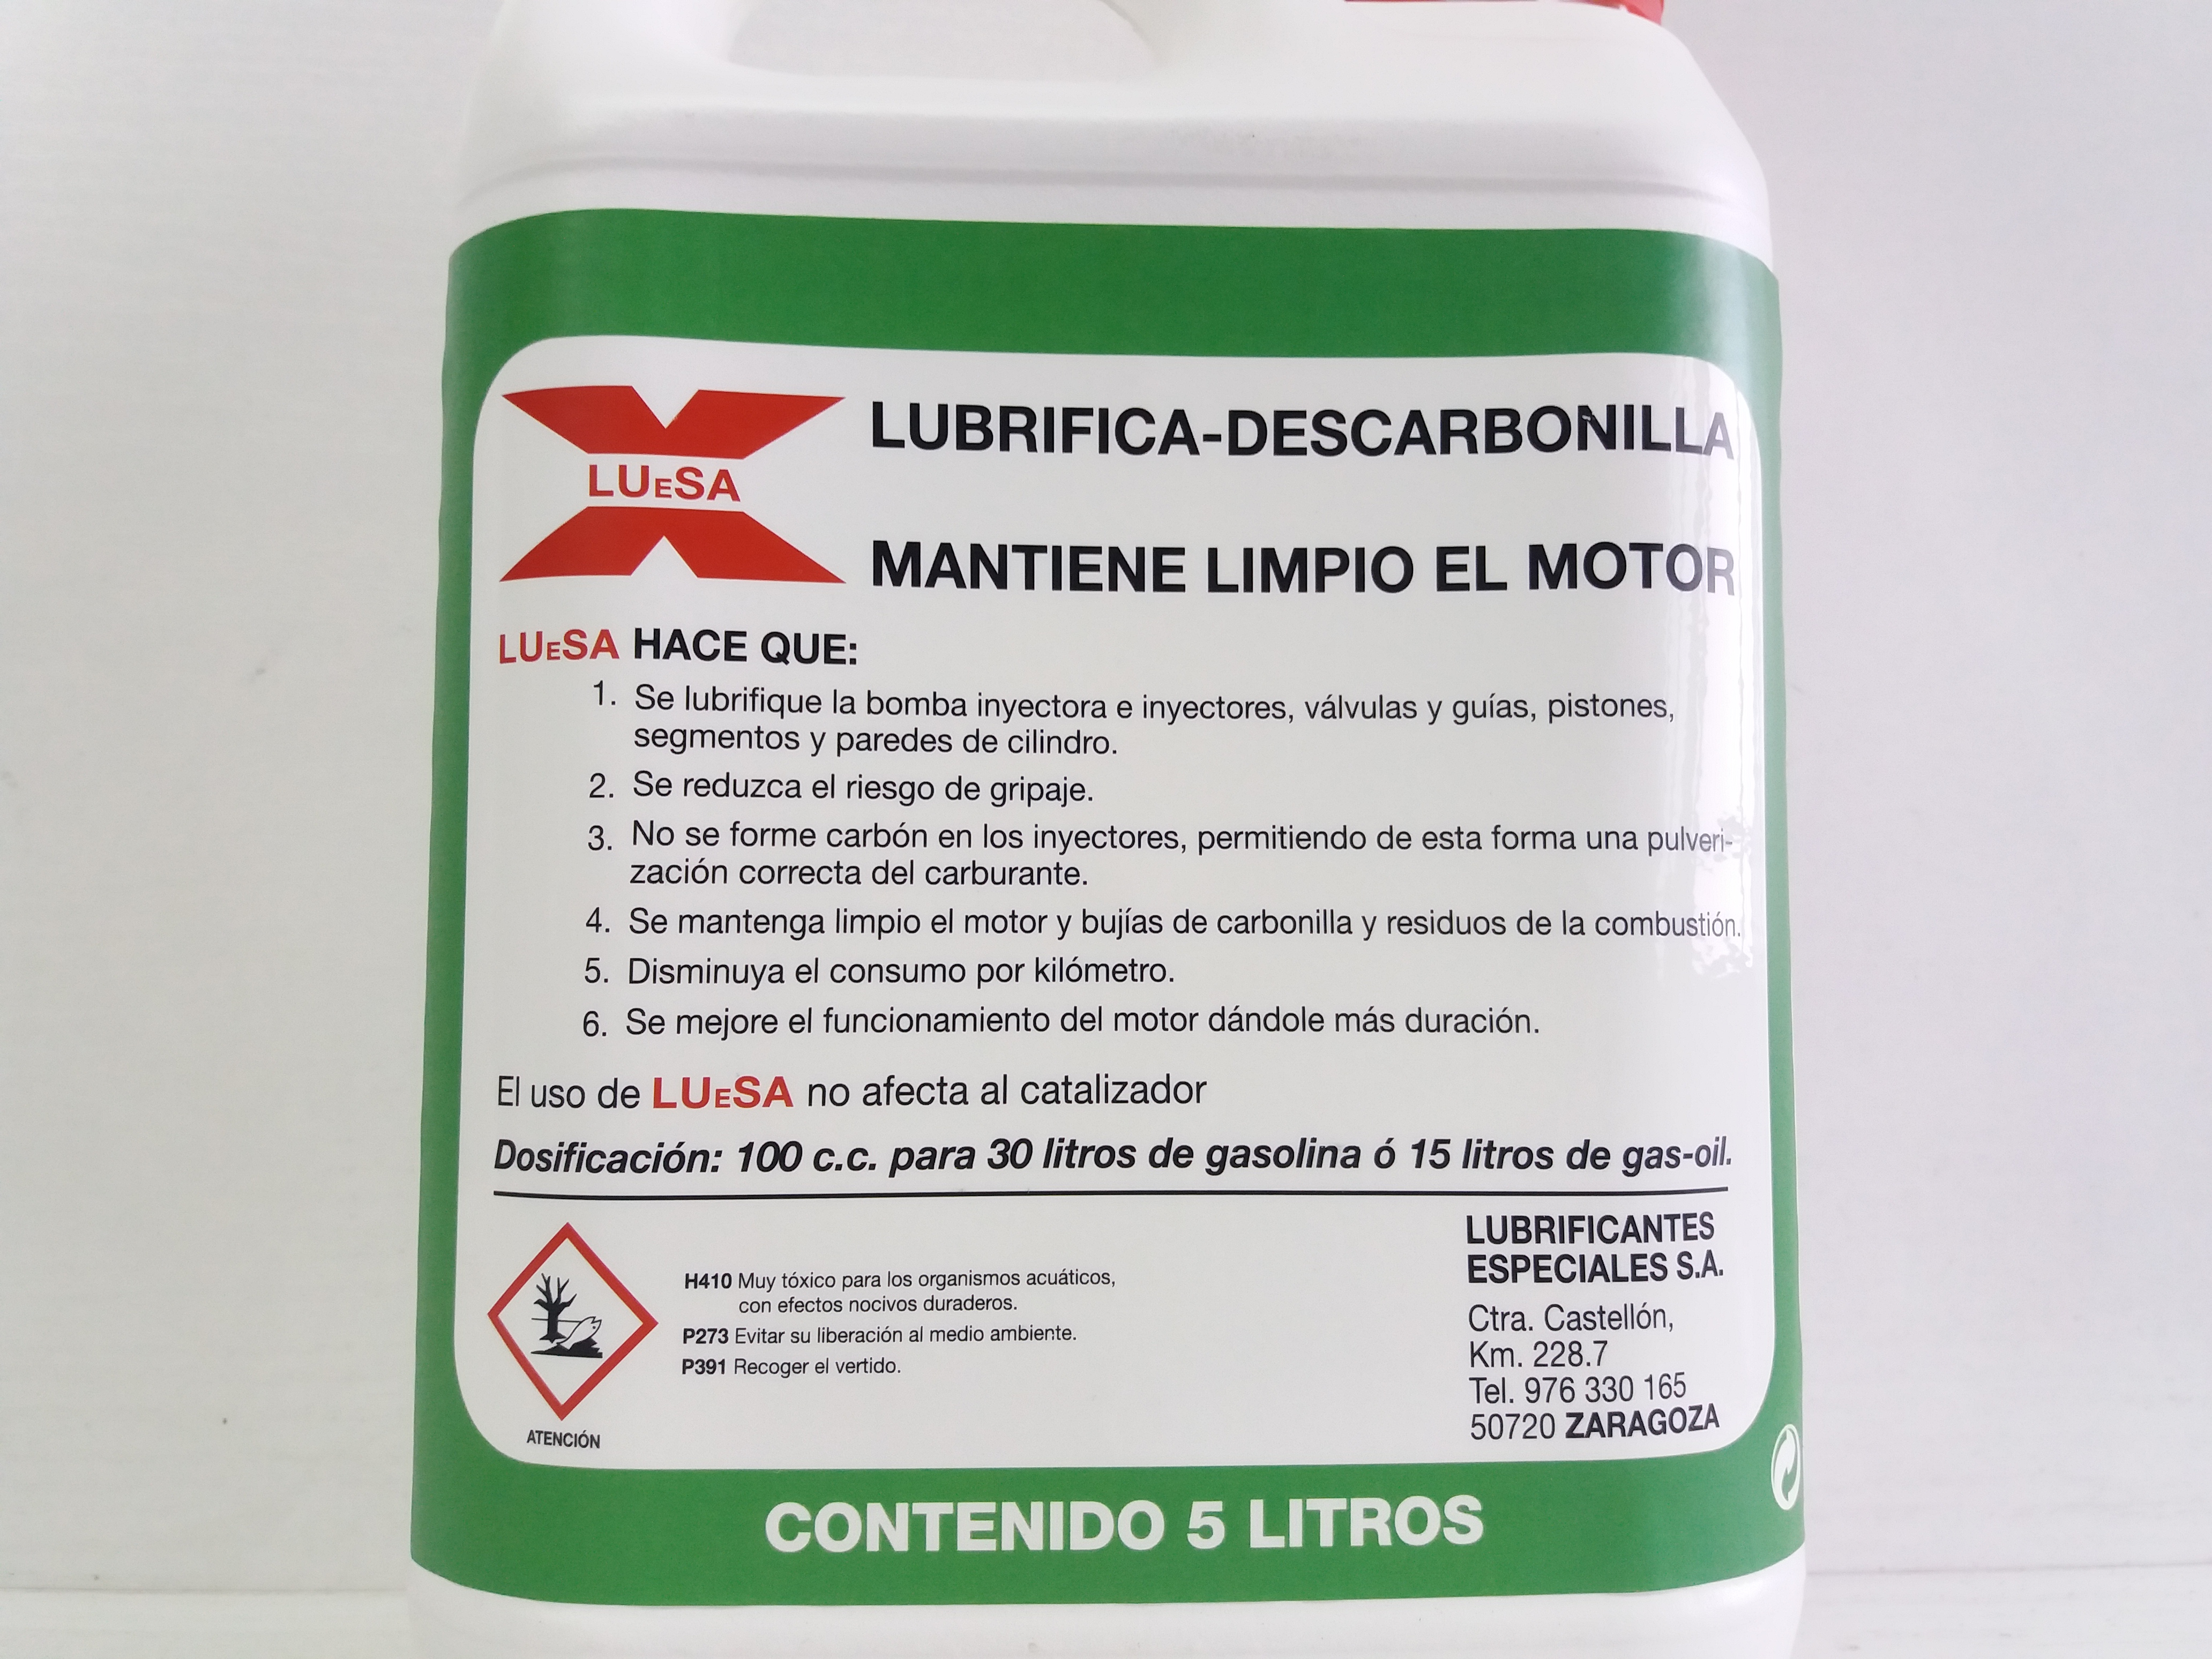 LUESA
LUBRIFICA-DESCARBONILLA
MANTIENE LIMPIO EL MOTOR
LUESA HACE QUE:
1. Se lubrifique la bomba inyectora e inyectores, válvulas y guías, pistones,
segmentos y paredes de cilindro.
2. Se reduzca el riesgo de gripaje.
3. No se forme carbón en los inyectores, permitiendo de esta forma una pulveri-
zación correcta del carburante.
4. Se mantenga limpio el motor y bujías de carbonilla y residuos de la combustión.
5. Disminuya el consumo por kilómetro.
6. Se mejore el funcionamiento del motor dándole más duración.
El uso de LUESA no afecta al catalizador
Dosificación: 100 c.c. para 30 litros de gasolina ó 15 litros de gas-oil.
ATENCIÓN
H410 Muy tóxico para los organismos acuáticos,
con efectos nocivos duraderos.
P273 Evitar su liberación al medio ambiente.
P391 Recoger el vertido.
LUBRIFICANTES
ESPECIALES S.A.
Ctra. Castellón,
Km. 228.7
Tel. 976 330 165
50720 ZARAGOZA
CONTENIDO 5 LITROS